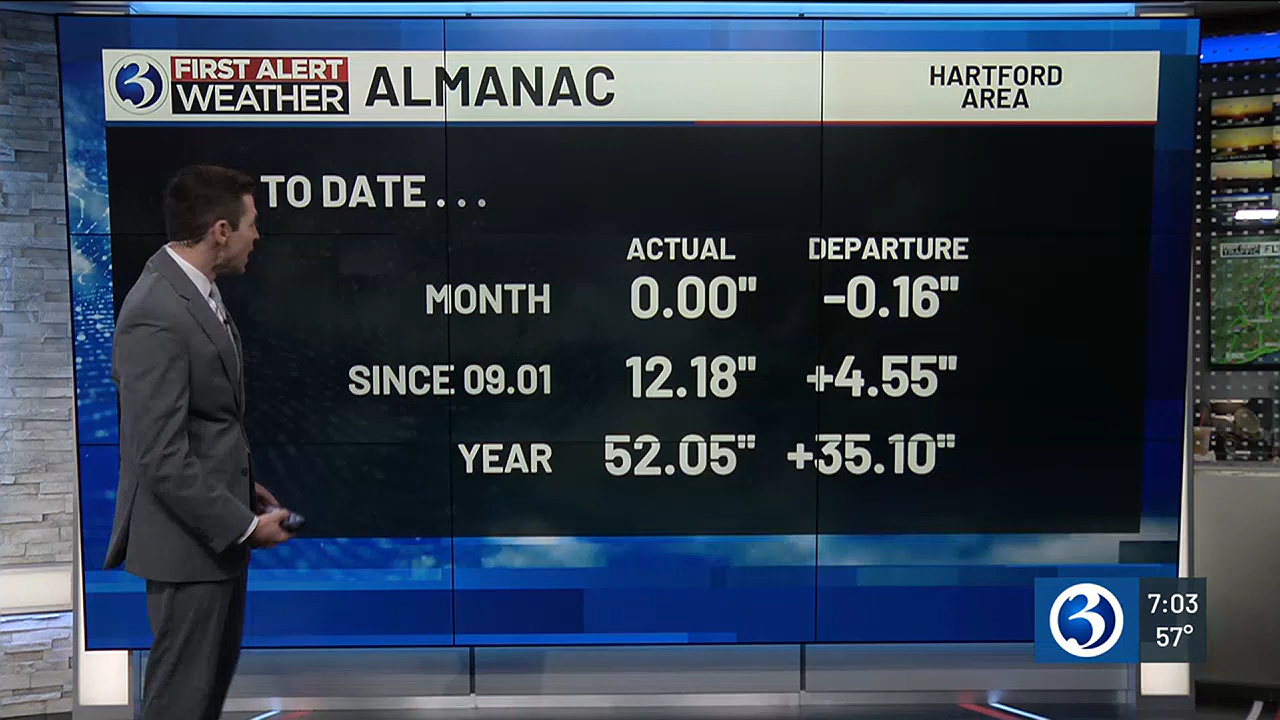 3 FIRST ALERT WEATHER ALMANAC
HARTFORD AREA
TO DATE...
ACTUAL DEPARTURE
MONTH 0.00" -0.16"
SINCE 09.01 12.18" +4.55"
YEAR 52.05" +35.10"
3 7:03
57°